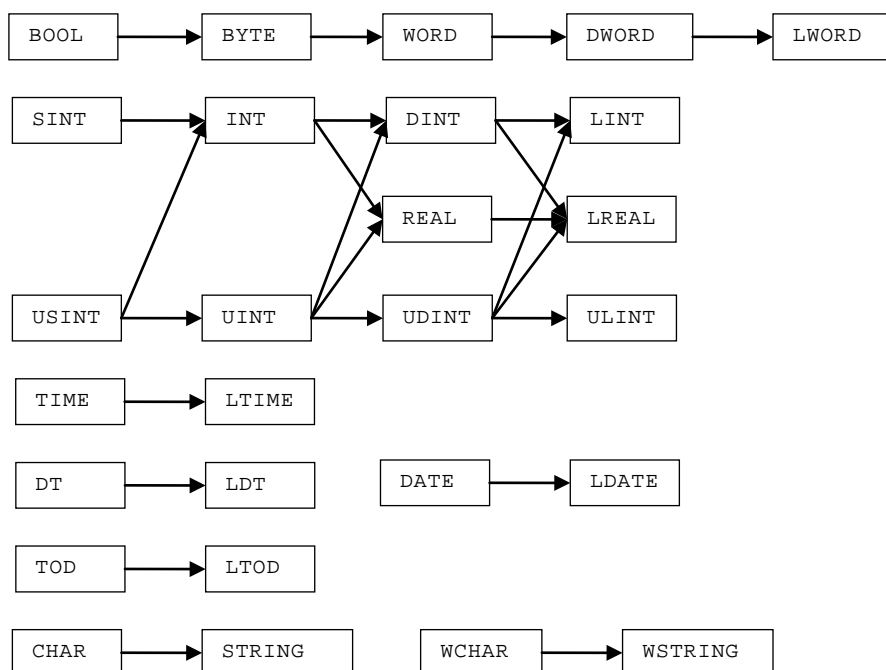 BOOL BYTE WORD DWORD LWORD
SINT INT DINT LINT
REAL LREAL
USINT UINT UDINT ULINT
TIME LTIME
DT LDT DATE LDATE
TOD LTOD
CHAR STRING WCHAR WSTRING